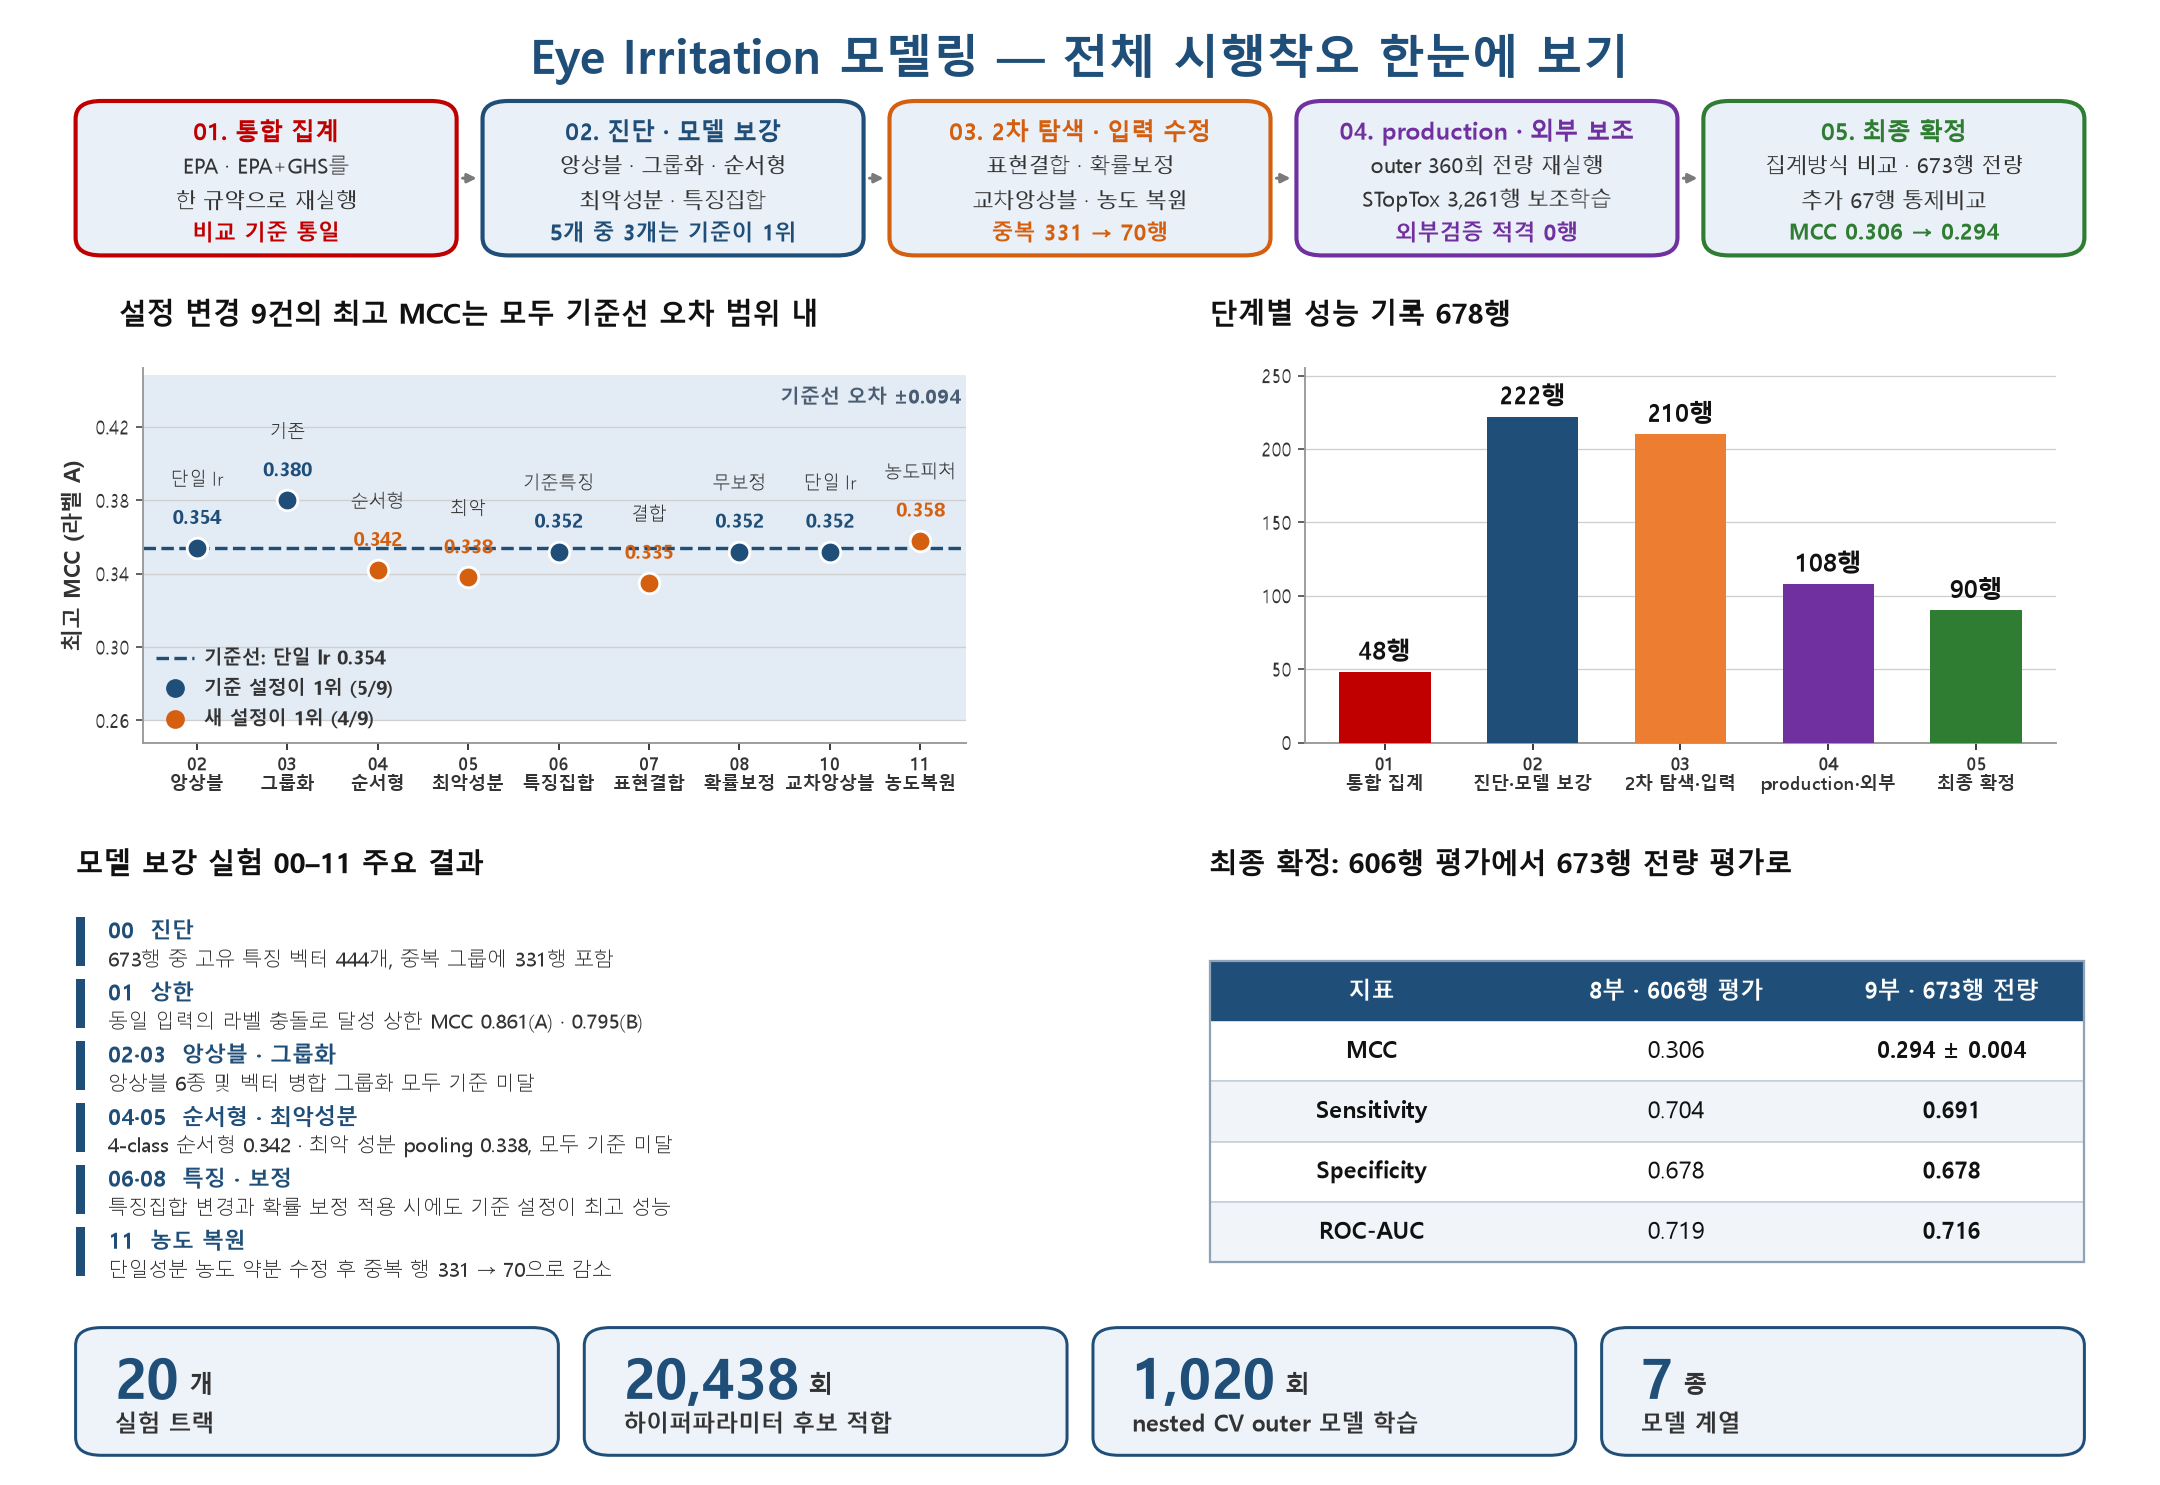 Eye Irritation 모델링 — 전체 시행착오 한눈에 보기
01. 통합 집계
EPA · EPA+GHS를
한 규약으로 재실행
비교 기준 통일
02. 진단 · 모델 보강
앙상블 · 그룹화 · 순서형
최악성분 · 특징집합
5개 중 3개는 기준이 1위
03. 2차 탐색 · 입력 수정
표현결합 · 확률보정
교차앙상블 · 농도 복원
중복 331 → 70행
04. production · 외부 보조
outer 360회 전량 재실행
STopTox 3,261행 보조학습
외부검증 적격 0행
05. 최종 확정
집계방식 비교 · 673행 전량
추가 67행 통제비교
MCC 0.306 → 0.294
설정 변경 9건의 최고 MCC는 모두 기준선 오차 범위 내
기준선 오차 ±0.094
최고 MCC (라벨 A)
0.42
0.38
0.34
0.30
0.26
단일 lr
0.354
기존
0.380
순서형
0.342
최악
0.338
기준특징
0.352
결합
0.335
무보정
0.352
단일 lr
0.352
농도피처
0.358
기준선: 단일 lr 0.354
기준 설정이 1위 (5/9)
새 설정이 1위 (4/9)
02
앙상블
03
그룹화
04
순서형
05
최악성분
06
특징집합
07
표현결합
08
확률보정
10
교차앙상블
11
농도복원
단계별 성능 기록 678행
250
200
150
100
50
0
48행
222행
210행
108행
90행
01
통합 집계
02
진단·모델 보강
03
2차 탐색·입력
04
production·외부
05
최종 확정
모델 보강 실험 00–11 주요 결과
00 진단
673행 중 고유 특징 벡터 444개, 중복 그룹에 331행 포함
01 상한
동일 입력의 라벨 충돌로 달성 상한 MCC 0.861(A) · 0.795(B)
02·03 앙상블 · 그룹화
앙상블 6종 및 벡터 병합 그룹화 모두 기준 미달
04·05 순서형 · 최악성분
4-class 순서형 0.342 · 최악 성분 pooling 0.338, 모두 기준 미달
06·08 특징 · 보정
특징집합 변경과 확률 보정 적용 시에도 기준 설정이 최고 성능
11 농도 복원
단일성분 농도 약분 수정 후 중복 행 331 → 70으로 감소
최종 확정: 606행 평가에서 673행 전량 평가로
지표 8부 · 606행 평가 9부 · 673행 전량
MCC 0.306 0.294 ± 0.004
Sensitivity 0.704 0.691
Specificity 0.678 0.678
ROC-AUC 0.719 0.716
20 개
실험 트랙
20,438 회
하이퍼파라미터 후보 적합
1,020 회
nested CV outer 모델 학습
7 종
모델 계열